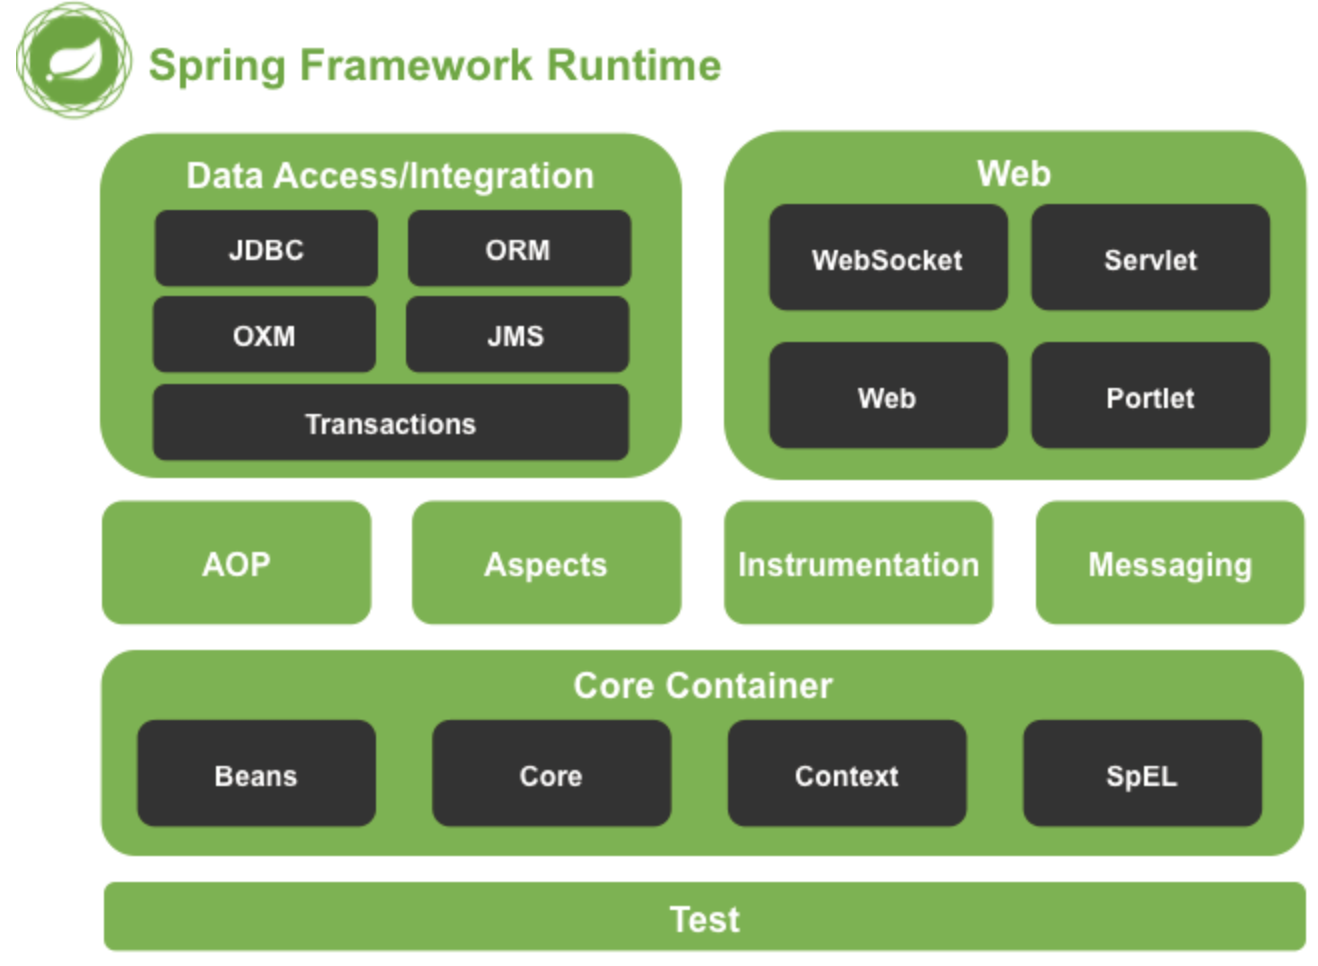 Spring Framework Runtime
Data Access/Integration
JDBC
ORM
OXM
JMS
Transactions
Web
WebSocket
Servlet
Web
Portlet
AOP
Aspects
Instrumentation
Messaging
Core Container
Beans
Core
Context
SpEL
Test